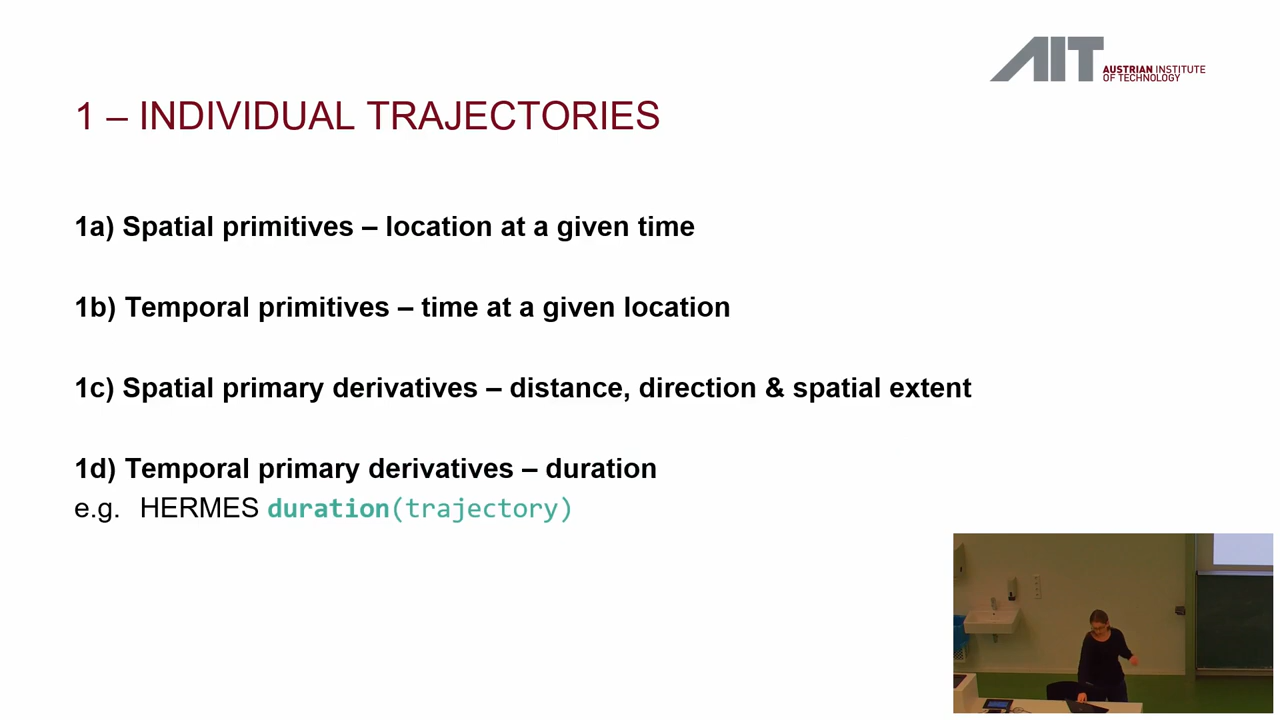 AIT AUSTRIAN INSTITUTE
OF TECHNOLOGY
1 – INDIVIDUAL TRAJECTORIES
1a) Spatial primitives – location at a given time
1b) Temporal primitives – time at a given location
1c) Spatial primary derivatives – distance, direction & spatial extent
1d) Temporal primary derivatives – duration
e.g. HERMES duration(trajectory)